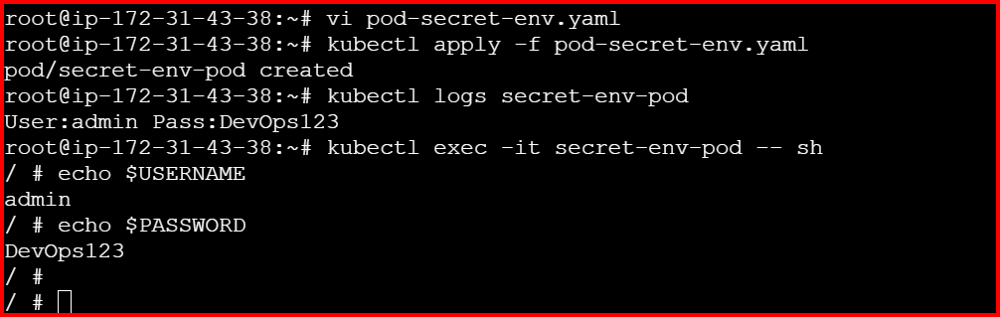 root@ip-172-31-43-38:~# vi pod-secret-env.yaml
root@ip-172-31-43-38:~# kubectl apply -f pod-secret-env.yaml
pod/secret-env-pod created
root@ip-172-31-43-38:~# kubectl logs secret-env-pod
User:admin Pass:DevOps123
root@ip-172-31-43-38:~# kubectl exec -it secret-env-pod -- sh
/ # echo $USERNAME
admin
/ # echo $PASSWORD
DevOps123
/ #
/ #